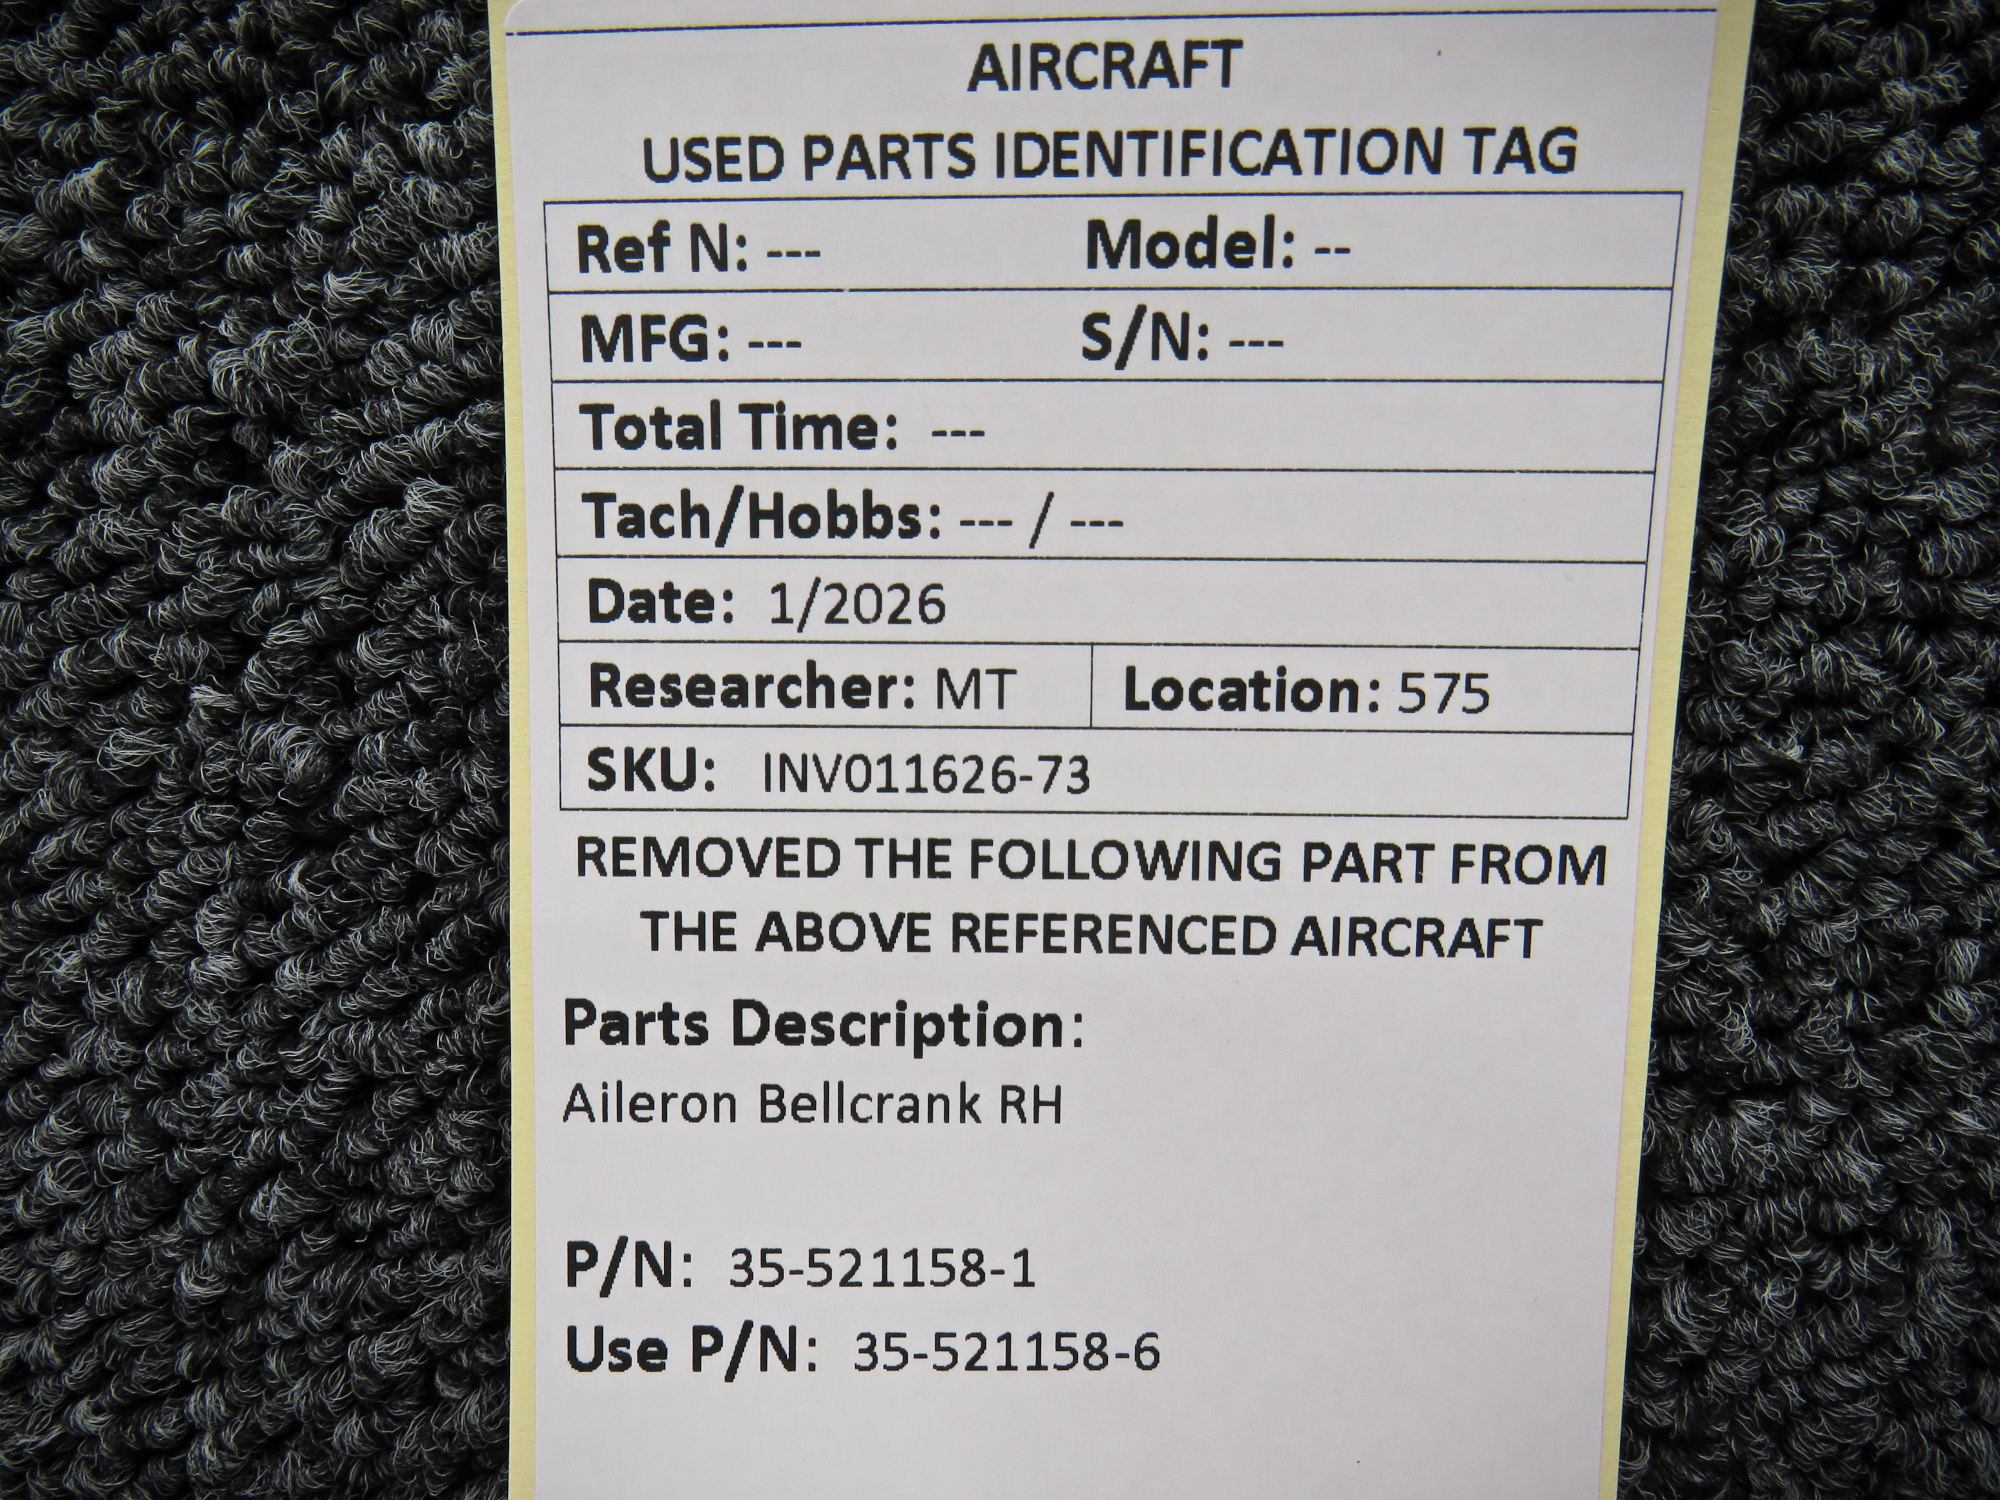 AIRCRAFT
USED PARTS IDENTIFICATION TAG
Ref N: --- Model: --
MFG: --- S/N: ---
Total Time: ---
Tach/Hobbs: --- / ---
Date: 1/2026
Researcher: MT Location: 575
SKU: INV011626-73
REMOVED THE FOLLOWING PART FROM
THE ABOVE REFERENCED AIRCRAFT
Parts Description:
Aileron Bellcrank RH
P/N: 35-521158-1
Use P/N: 35-521158-6